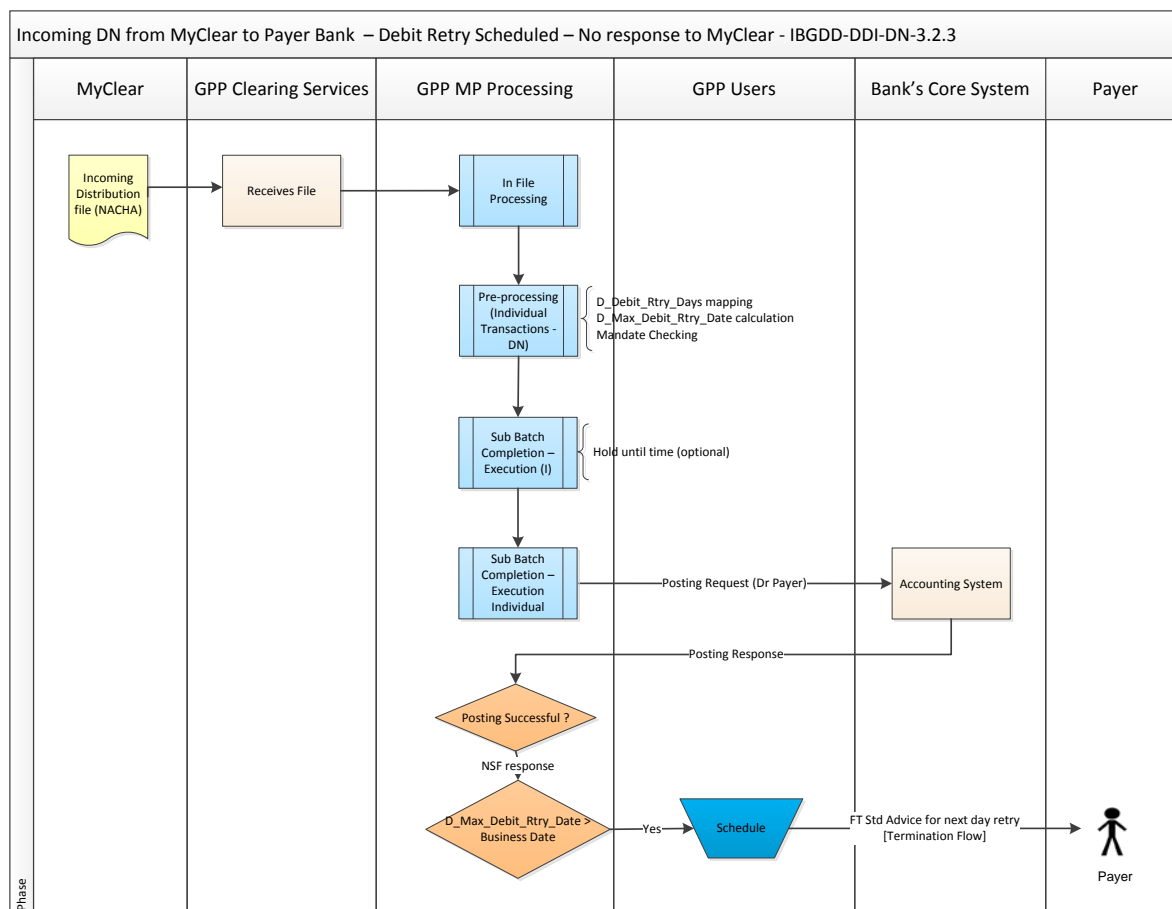 Incoming DN from MyClear to Payer Bank – Debit Retry Scheduled – No response to MyClear - IBGDD-DDI-DN-3.2.3
MyClear
GPP Clearing Services
GPP MP Processing
GPP Users
Bank's Core System
Payer
Incoming
Distribution
file (NACHA)
Receives File
In File
Processing
Pre-processing
(Individual
Transactions -
DN)
D_Debit_Rtry_Days mapping
D_Max_Debit_Rtry_Date calculation
Mandate Checking
Sub Batch
Completion –
Execution (I)
Hold until time (optional)
Sub Batch
Completion –
Execution
Individual
Posting Request (Dr Payer)
Accounting System
Posting Response
Posting Successful ?
NSF response
D_Max_Debit_Rtry_Date >
Business Date
Yes
Schedule
FT Std Advice for next day retry
[Termination Flow]
Payer
Phase